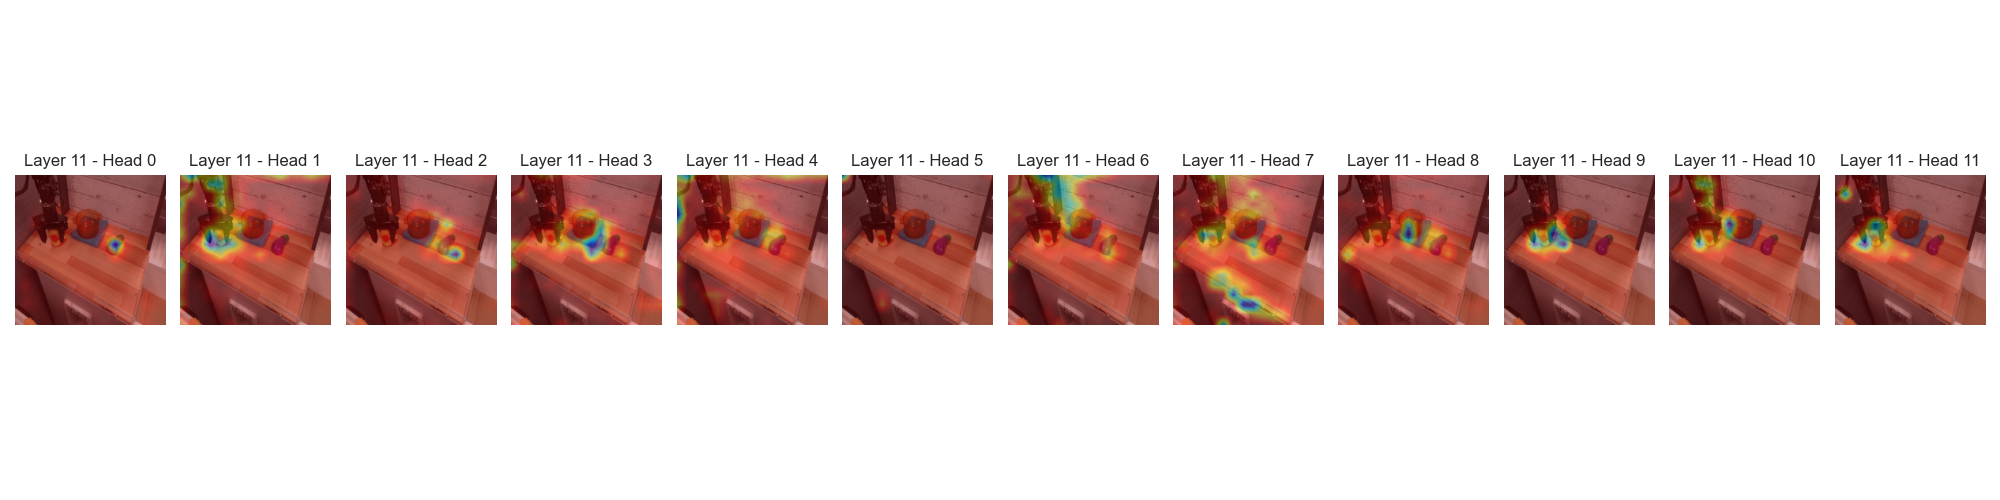 Layer 11 - Head 0
Layer 11 - Head 1
Layer 11 - Head 2
Layer 11 - Head 3
Layer 11 - Head 4
Layer 11 - Head 5
Layer 11 - Head 6
Layer 11 - Head 7
Layer 11 - Head 8
Layer 11 - Head 9
Layer 11 - Head 10
Layer 11 - Head 11